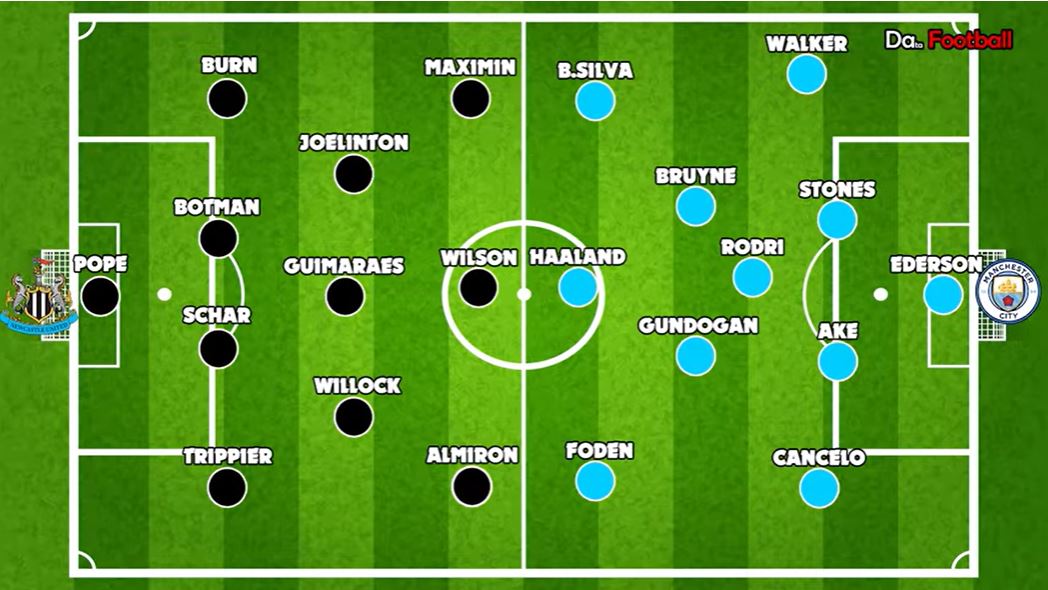 WALKER
Data Football
BURN
MAXIMIN
B.SILVA
JOELINTON
BRUYNE
STONES
BOTMAN
RODRI
POPE
GUIMARAES
WILSON
HAALAND
EDERSON
MANCHESTER
CITY
NEWCASTLE UNITED
SCHAR
GUNDOGAN
AKE
WILLOCK
TRIPPIER
ALMIRON
FODEN
CANCELO